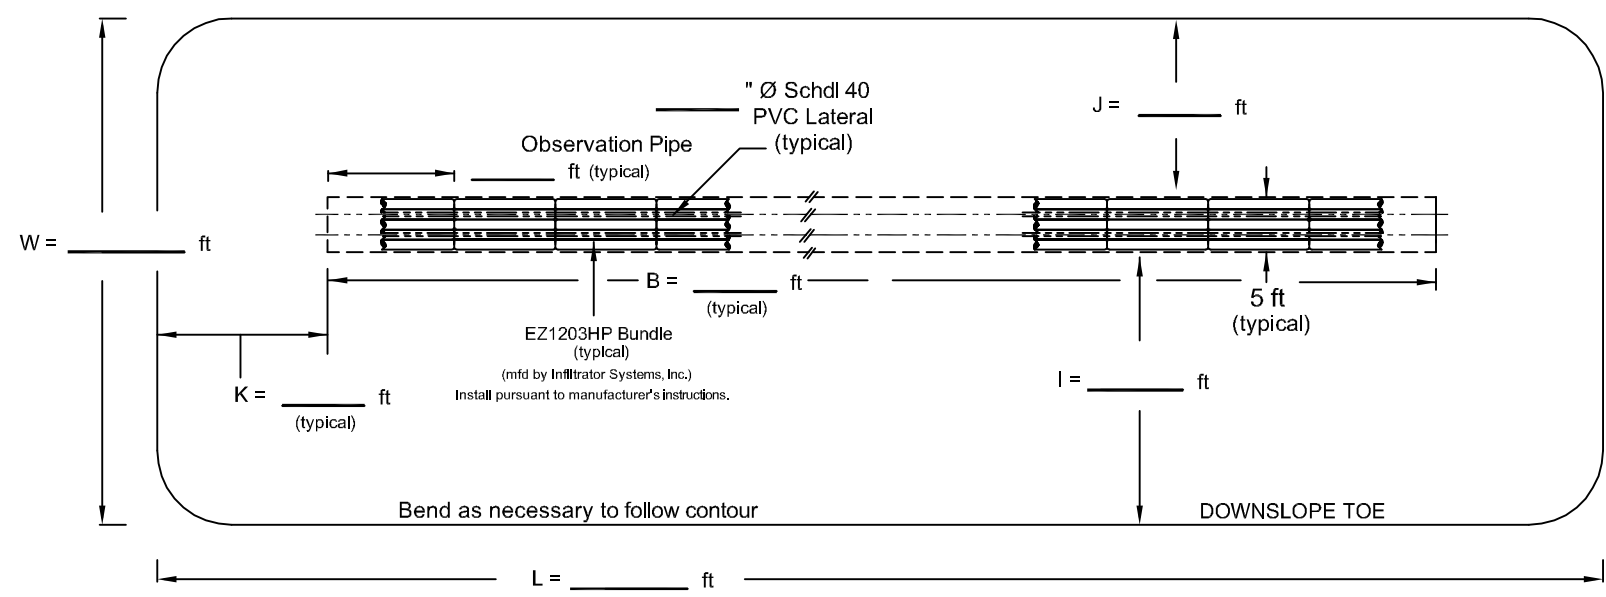 " Ø Schdl 40
PVC Lateral
(typical)
J = ft
Observation Pipe
ft (typical)
W = ft
B = ft
(typical)
5 ft
(typical)
EZ1203HP Bundle
(typical)
(mfd by Infiltrator Systems, Inc.)
Install pursuant to manufacturer's instructions.
K = ft
(typical)
I = ft
Bend as necessary to follow contour
DOWNSLOPE TOE
L = ft